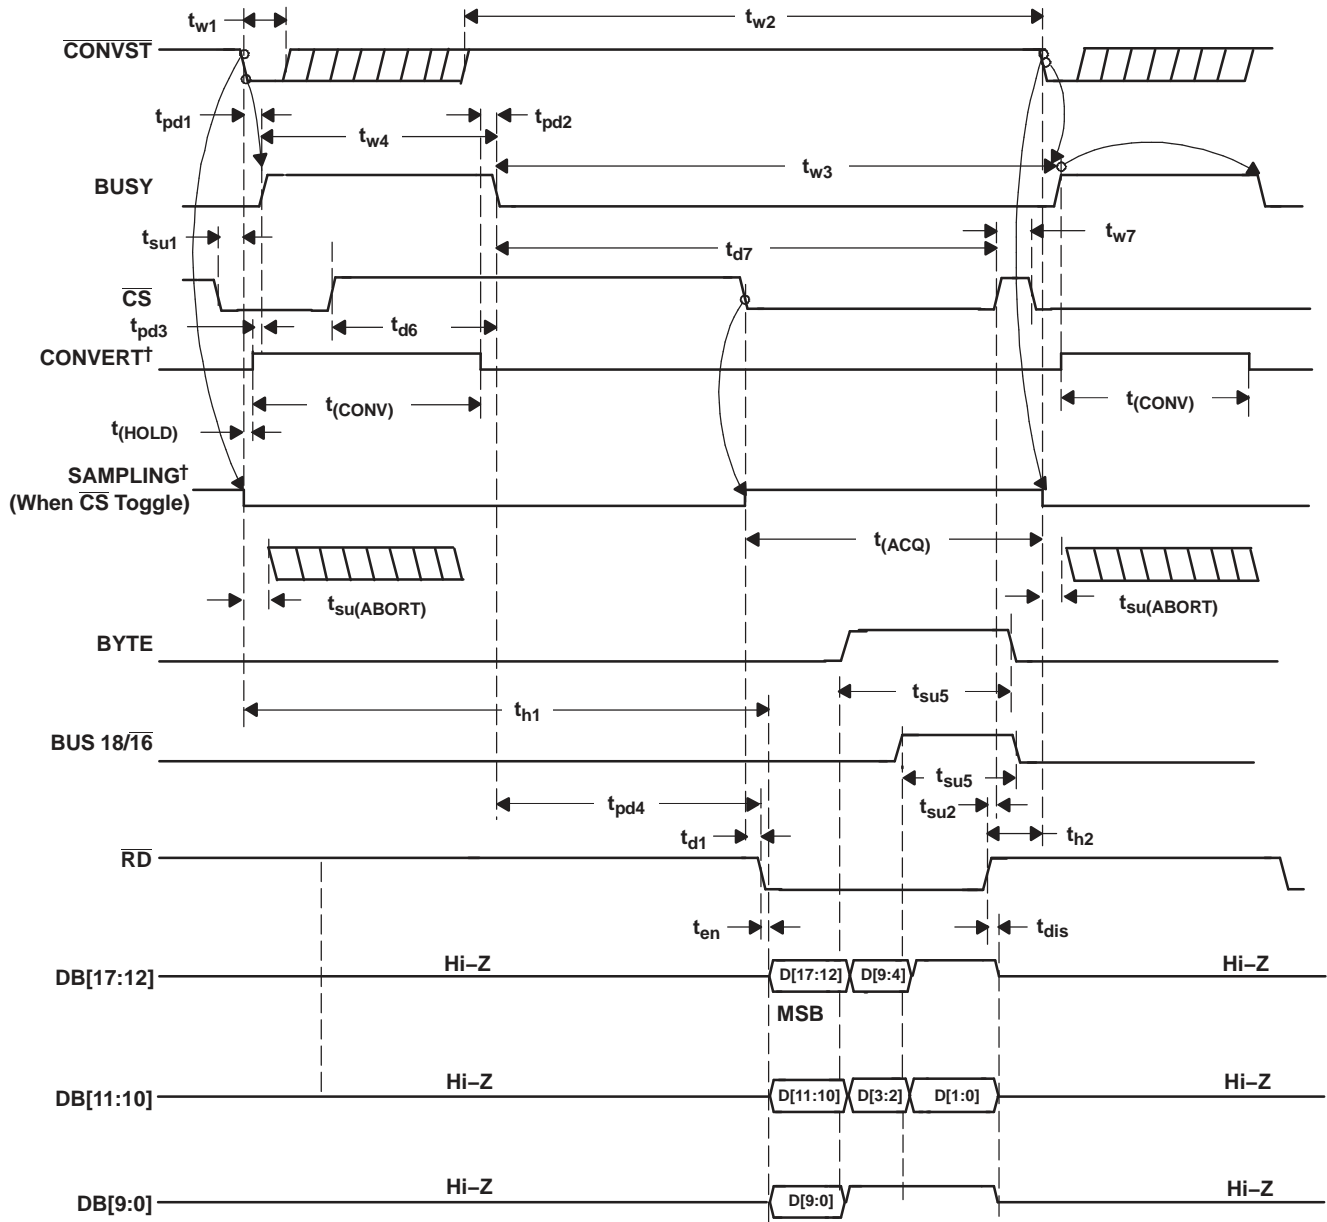 tw1
tw2
CONVST
tpd1
tw4
tpd2
tw3
BUSY
tsu1
td7
tw7
CS
tpd3
td6
CONVERT†
t(CONV)
t(CONV)
t(HOLD)
SAMPLING†
(When CS Toggle)
t(ACQ)
tsu(ABORT)
tsu(ABORT)
BYTE
tsu5
th1
BUS 18/16
tsu5
tpd4
tsu2
td1
th2
RD
ten
tdis
Hi–Z
Hi–Z
DB[17:12]
D[17:12]
D[9:4]
MSB
Hi–Z
Hi–Z
DB[11:10]
D[11:10]
D[3:2]
D[1:0]
Hi–Z
Hi–Z
DB[9:0]
D[9:0]